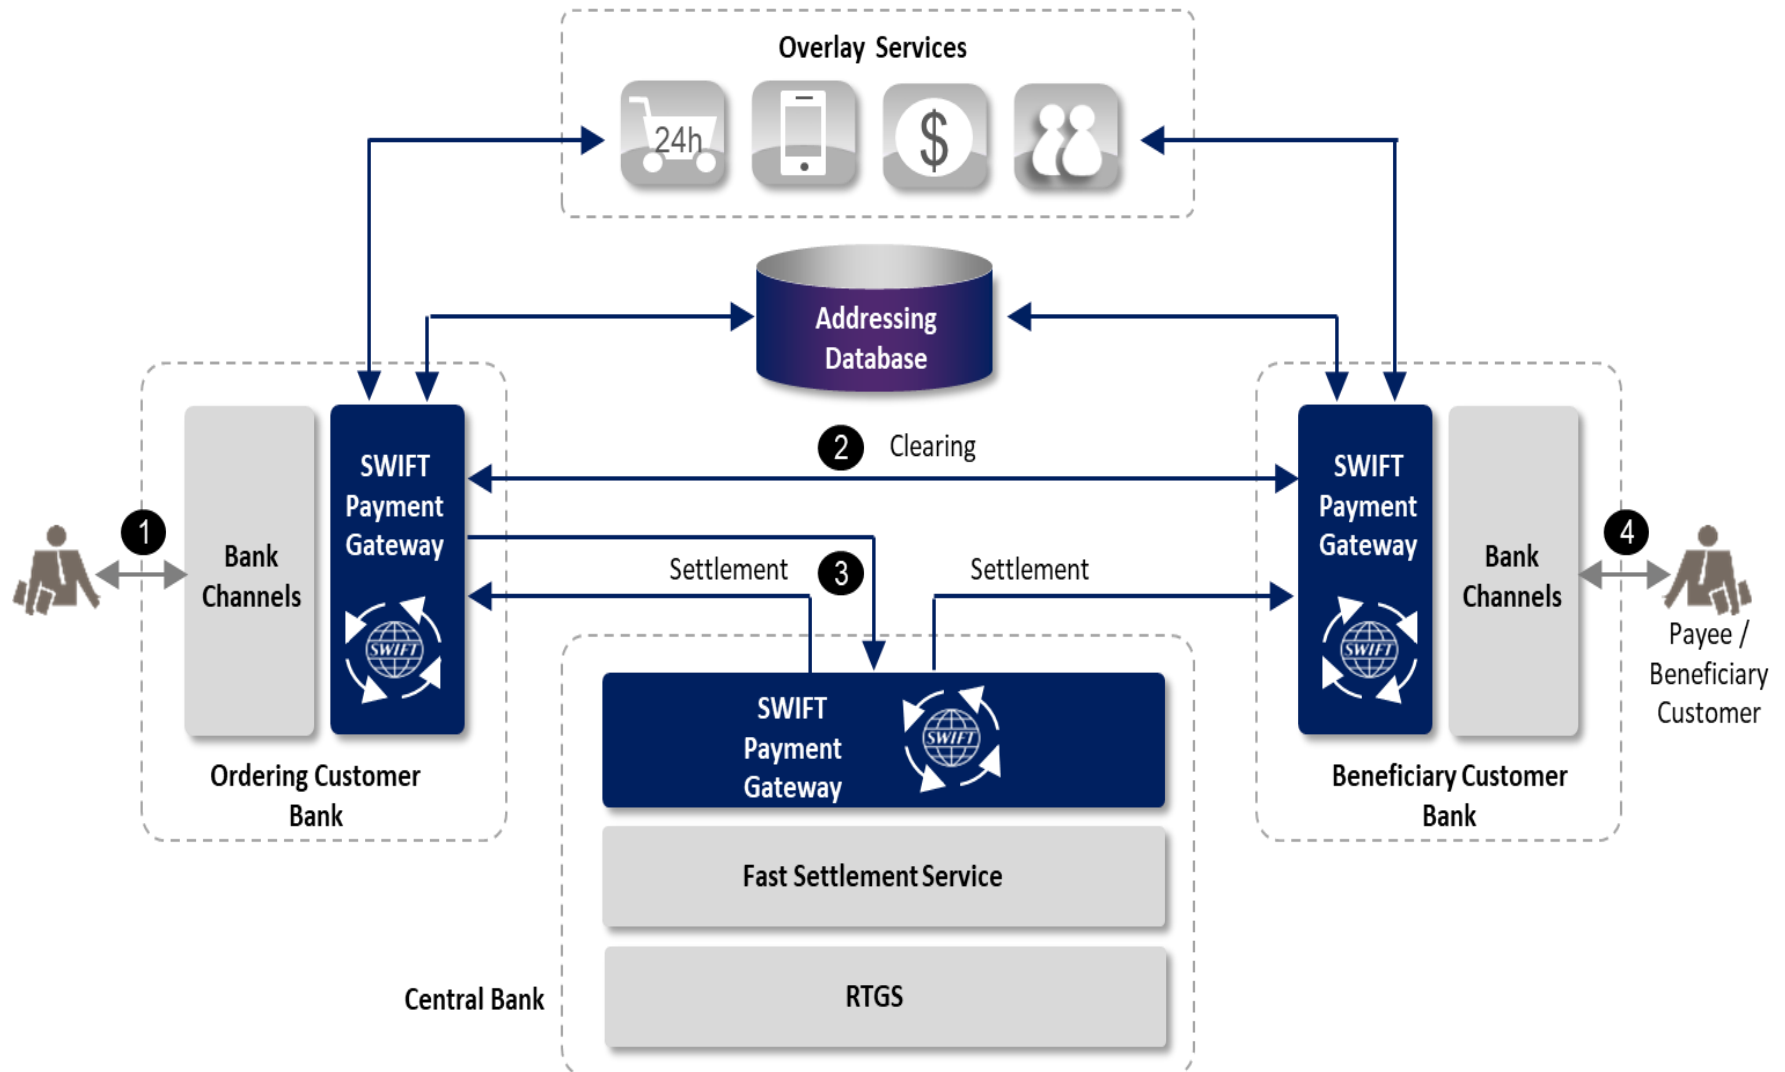 Overlay Services
24h
$
Addressing
Database
2 Clearing
SWIFT
Payment
Gateway
SWIFT
Payment
Gateway
1
4
Bank
Channels
Bank
Channels
Settlement 3 Settlement
SWIFT
SWIFT
Payee /
Beneficiary
Customer
SWIFT
Payment
Gateway
SWIFT
Ordering Customer
Bank
Beneficiary Customer
Bank
Fast Settlement Service
Central Bank
RTGS